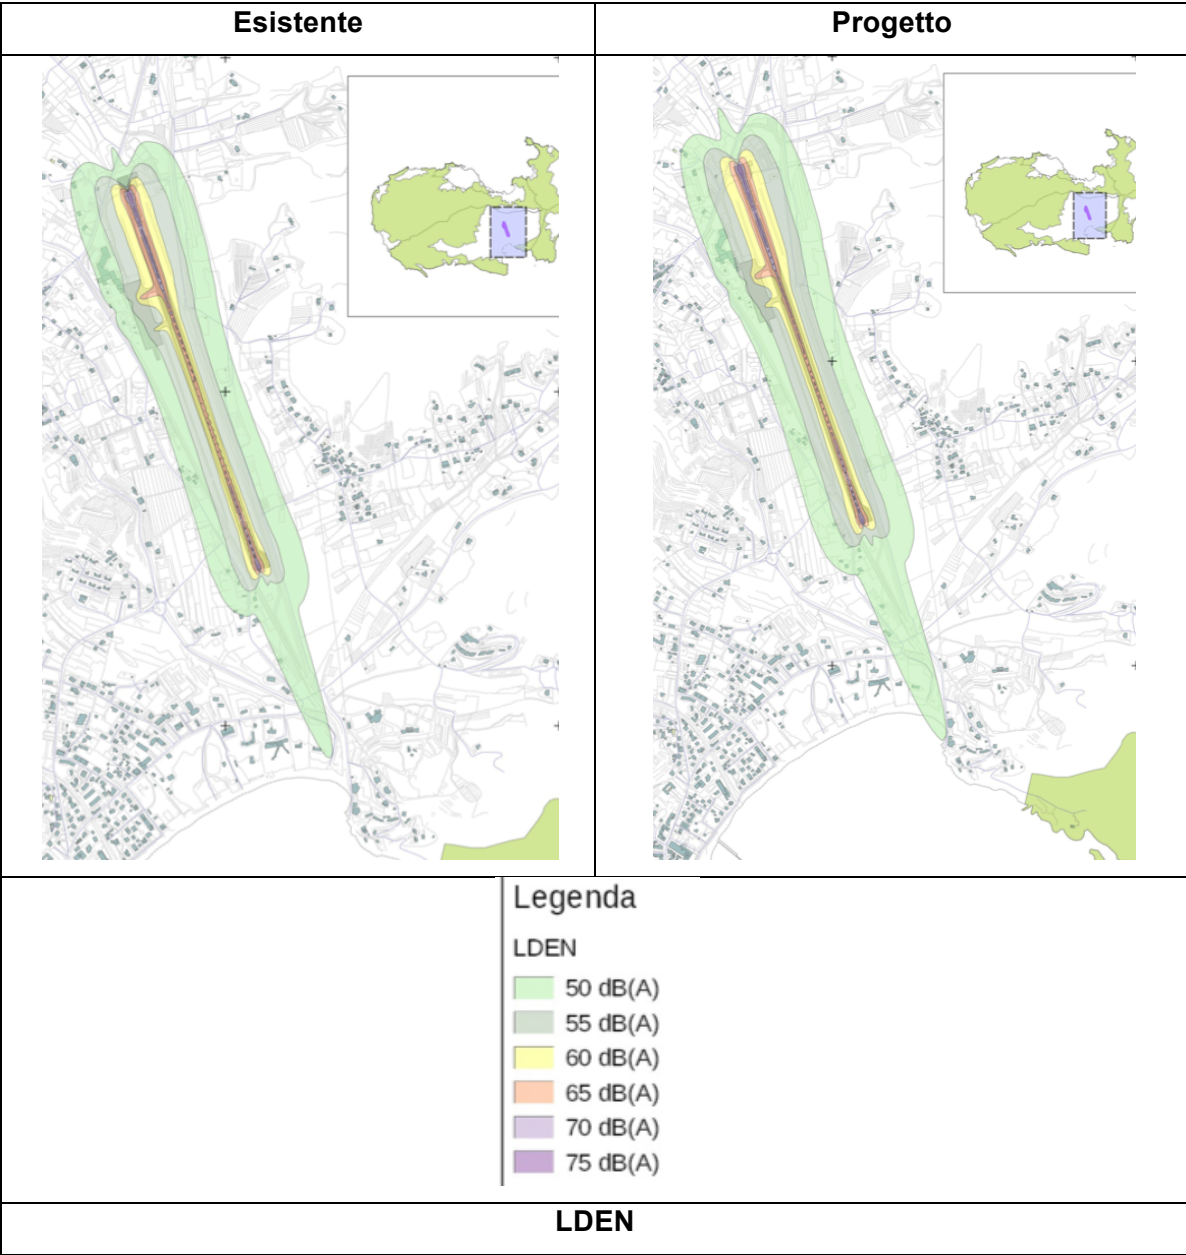 Esistente
Progetto
Legenda
LDEN
50 dB(A)
55 dB(A)
60 dB(A)
65 dB(A)
70 dB(A)
75 dB(A)
LDEN